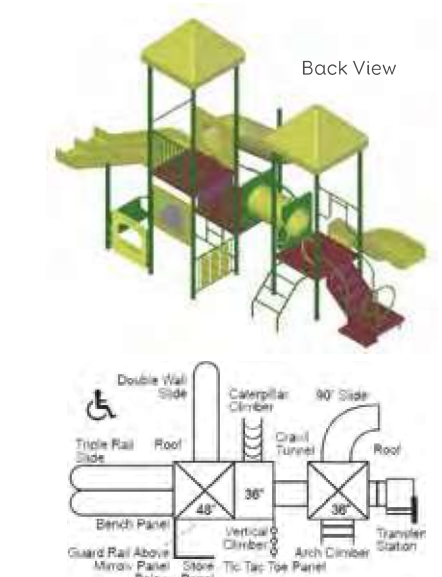 Back View
Double Wall
Slide
Caterpillar
Climber
90° Slide
Triple Rail
Slide
Roof
Crawl
Tunnel
Roof
48"
36"
36"
Bench Panel
Vertical
Climber
Arch Climber
Transfer
Station
Guard Rail Above
Mirror Panel
Store
Tic Tac Toe Panel